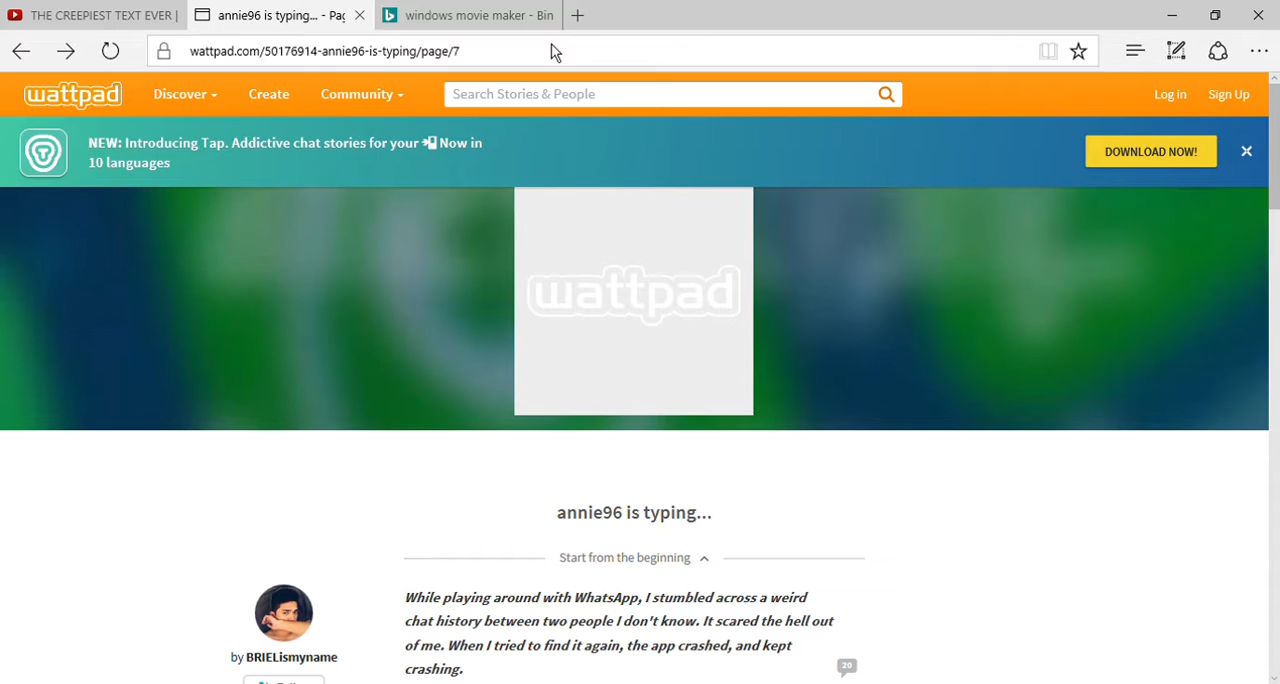 THE CREEPIEST TEXT EVER |
annie96 is typing... - Pag
windows movie maker - Bin
wattpad.com/50176914-annie96-is-typing/page/7
wattpad
Discover
Create
Community
Search Stories & People
Log in
Sign Up
NEW: Introducing Tap. Addictive chat stories for your 📲 Now in
10 languages
DOWNLOAD NOW!
wattpad
annie96 is typing...
Start from the beginning
While playing around with WhatsApp, I stumbled across a weird
chat history between two people I don't know. It scared the hell out
of me. When I tried to find it again, the app crashed, and kept
crashing.
20
by BRIELismyname